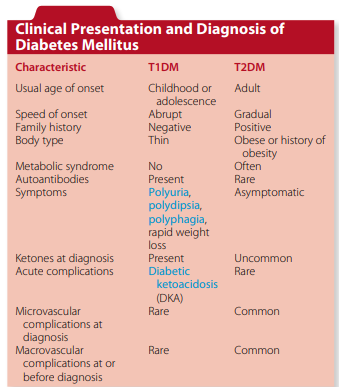 Clinical Presentation and Diagnosis of
Diabetes Mellitus
Characteristic T1DM T2DM
Usual age of onset Childhood or Adult
adolescence
Speed of onset Abrupt Gradual
Family history Negative Positive
Body type Thin Obese or history of
obesity
Metabolic syndrome No Often
Autoantibodies Present Rare
Symptoms Polyuria, Asymptomatic
polydipsia,
polyphagia,
rapid weight
loss
Ketones at diagnosis Present Uncommon
Acute complications Diabetic Rare
ketoacidosis
(DKA)
Microvascular Rare Common
complications at
diagnosis
Macrovascular Rare Common
complications at or
before diagnosis